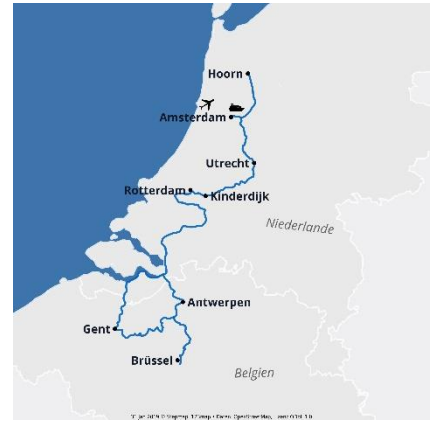 Hoorn
Amsterdam
Utrecht
Rotterdam
Kinderdijk
Niederlande
Antwerpen
Gent
Brüssel
Belgien